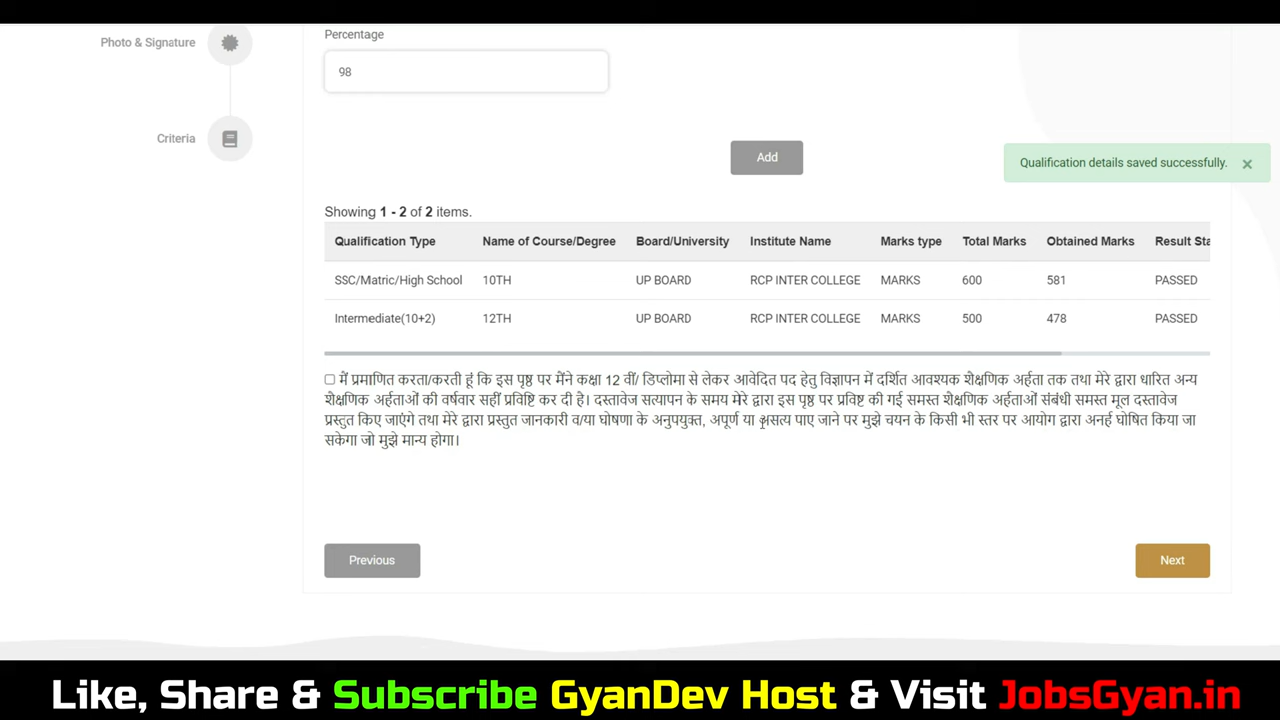 Percentage
Photo & Signature
98
Criteria
Add
Qualification details saved successfully. ×
Showing 1 - 2 of 2 items.
Qualification Type Name of Course/Degree Board/University Institute Name Marks type Total Marks Obtained Marks Result Sta
SSC/Matric/High School 10TH UP BOARD RCP INTER COLLEGE MARKS 600 581 PASSED
Intermediate(10+2) 12TH UP BOARD RCP INTER COLLEGE MARKS 500 478 PASSED
में प्रमाणित करता/करती हूं कि इस पृष्ठ पर मैंने कक्षा 12 वीं/ डिप्लोमा से लेकर आवेदित पद हेतु विज्ञापन में दर्शित आवश्यक शैक्षणिक अर्हता तक तथा मेरे द्वारा धारित अन्य
शैक्षणिक अर्हताओं की वर्षवार सहीं प्रविष्टि कर दी है। दस्तावेज सत्यापन के समय मेरे द्वारा इस पृष्ठ पर प्रविष्ट की गई समस्त शैक्षणिक अर्हताओं संबंधी समस्त मूल दस्तावेज
प्रस्तुत किए जाएंगे तथा मेरे द्वारा प्रस्तुत जानकारी व/या घोषणा के अनुपयुक्त, अपूर्ण या असत्य पाए जाने पर मुझे चयन के किसी भी स्तर पर आयोग द्वारा अनर्ह घोषित किया जा
सकेगा जो मुझे मान्य होगा।
Previous
Next
Like, Share & Subscribe GyanDev Host & Visit JobsGyan.in